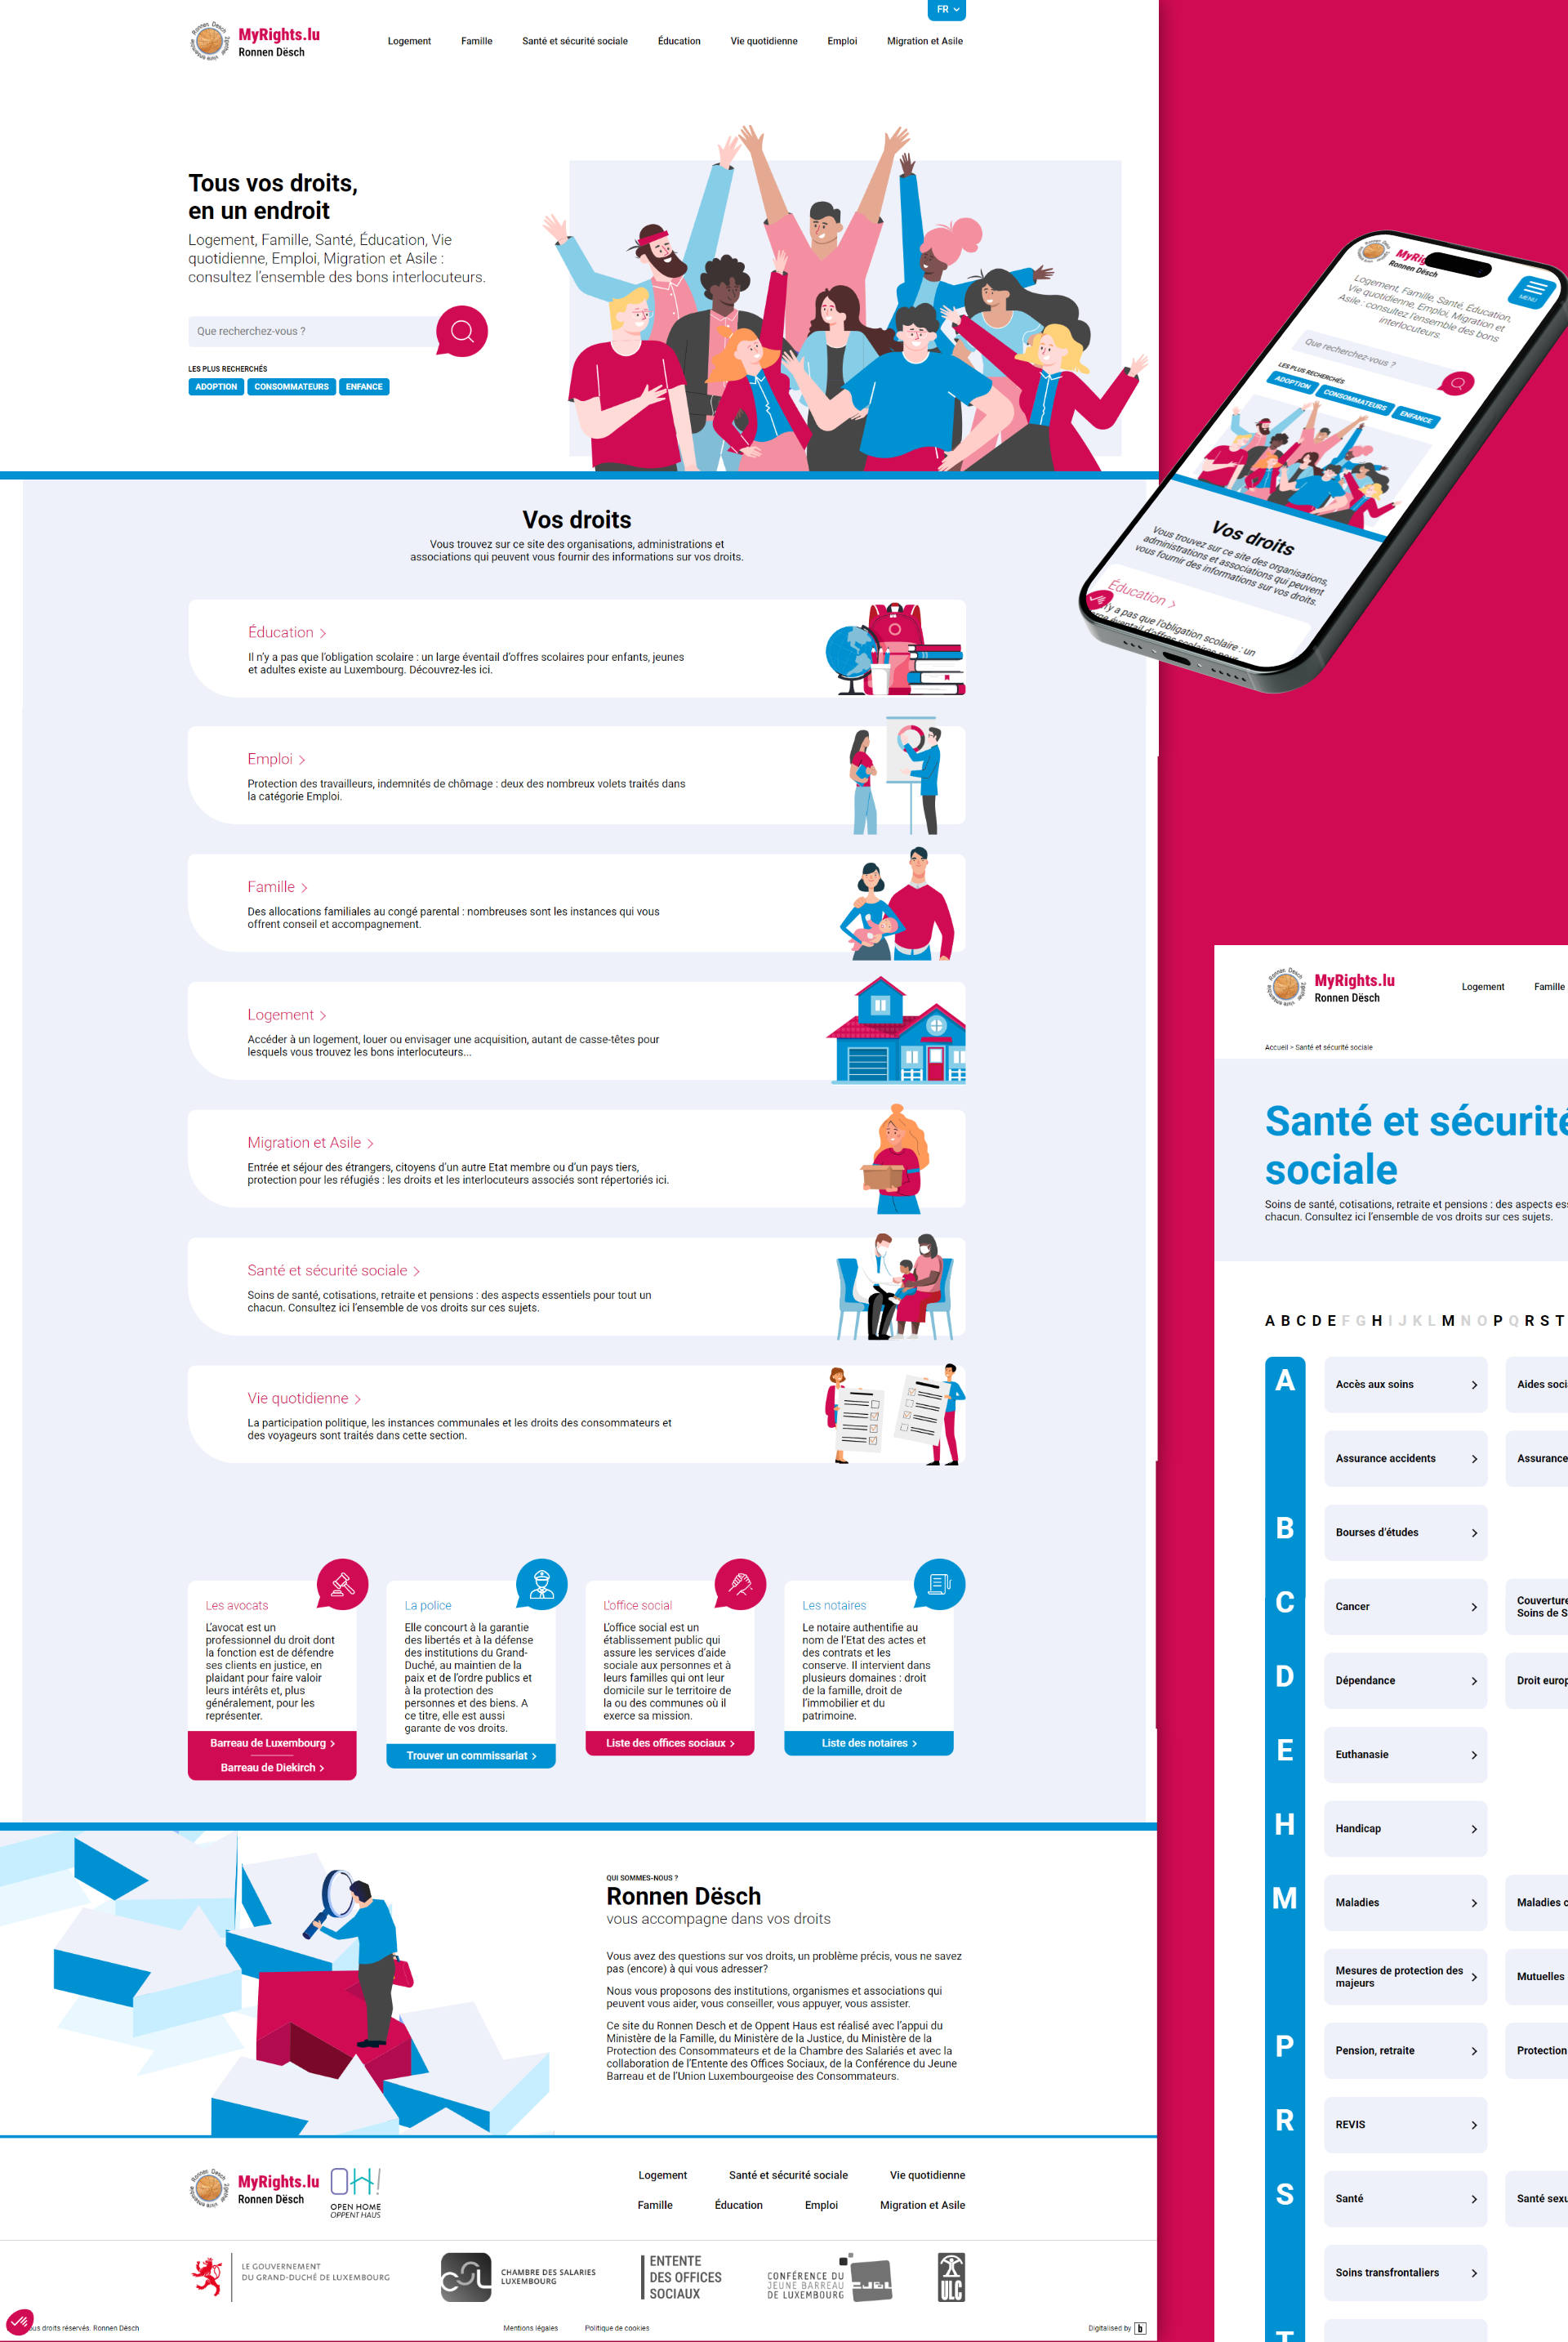 FR
MyRights.lu
Ronnen Dësch
Logement
Famille
Santé et sécurité sociale
Éducation
Vie quotidienne
Emploi
Migration et Asile
Tous vos droits,
en un endroit
Logement, Famille, Santé, Éducation, Vie
quotidienne, Emploi, Migration et Asile :
consultez l'ensemble des bons interlocuteurs.
Que recherchez-vous ?
LES PLUS RECHERCHÉS
ADOPTION
CONSOMMATEURS
ENFANCE
Vos droits
Vous trouvez sur ce site des organisations, administrations et
associations qui peuvent vous fournir des informations sur vos droits.
Éducation >
Il n'y a pas que l'obligation scolaire : un large éventail d'offres scolaires pour enfants, jeunes
et adultes existe au Luxembourg. Découvrez-les ici.
Emploi >
Protection des travailleurs, indemnités de chômage : deux des nombreux volets traités dans
la catégorie Emploi.
Famille >
Des allocations familiales au congé parental : nombreuses sont les instances qui vous
offrent conseil et accompagnement.
Logement >
Accéder à un logement, louer ou envisager une acquisition, autant de casse-têtes pour
lesquels vous trouvez les bons interlocuteurs...
Migration et Asile >
Entrée et séjour des étrangers, citoyens d'un autre Etat membre ou d'un pays tiers,
protection pour les réfugiés : les droits et les interlocuteurs associés sont répertoriés ici.
Santé et sécurité sociale >
Soins de santé, cotisations, retraite et pensions : des aspects essentiels pour tout un
chacun. Consultez ici l'ensemble de vos droits sur ces sujets.
Vie quotidienne >
La participation politique, les instances communales et les droits des consommateurs et
des voyageurs sont traités dans cette section.
Les avocats
L'avocat est un
professionnel du droit dont
la fonction est de défendre
ses clients en justice, en
plaidant pour faire valoir
leurs intérêts et, plus
généralement, pour les
représenter.
Barreau de Luxembourg >
Barreau de Diekirch >
La police
Elle concourt à la garantie
des libertés et à la défense
des institutions du Grand-
Duché, au maintien de la
paix et de l'ordre publics et
à la protection des
personnes et des biens. A
ce titre, elle est aussi
garante de vos droits.
Trouver un commissariat >
L'office social
L'office social est un
établissement public qui
assure les services d'aide
sociale aux personnes et à
leurs familles qui ont leur
domicile sur le territoire de
la ou des communes où il
exerce sa mission.
Liste des offices sociaux >
Les notaires
Le notaire authentifie au
nom de l'Etat des actes et
des contrats et les
conserve. Il intervient dans
plusieurs domaines : droit
de la famille, droit de
l'immobilier et du
patrimoine.
Liste des notaires >
QUI SOMMES-NOUS ?
Ronnen Dësch
vous accompagne dans vos droits
Vous avez des questions sur vos droits, un problème précis, vous ne savez
pas (encore) à qui vous adresser?
Nous vous proposons des institutions, organismes et associations qui
peuvent vous aider, vous conseiller, vous appuyer, vous assister.
Ce site du Ronnen Desch et de Oppent Haus est réalisé avec l'appui du
Ministère de la Famille, du Ministère de la Justice, du Ministère de la
Protection des Consommateurs et de la Chambre des Salariés et avec la
collaboration de l'Entente des Offices Sociaux, de la Conférence du Jeune
Barreau et de l'Union Luxembourgeoise des Consommateurs.
MyRights.lu
Ronnen Dësch
OH!
OPEN HOME
OPPENT HAUS
Logement
Santé et sécurité sociale
Vie quotidienne
Famille
Éducation
Emploi
Migration et Asile
LE GOUVERNEMENT
DU GRAND-DUCHÉ DE LUXEMBOURG
CSL
CHAMBRE DES SALARIES
LUXEMBOURG
ENTENTE
DES OFFICES
SOCIAUX
CONFÉRENCE DU
JEUNE BARREAU
DE LUXEMBOURG
CJBL
ULC
ous droits réservés. Ronnen Dësch
Mentions légales
Politique de cookies
Digitalised by b
MyRig
Ronnen Dësch
MENU
Logement, Famille, Santé, Éducation,
Vie quotidienne, Emploi, Migration et
Asile : consultez l'ensemble des bons
interlocuteurs.
Que recherchez-vous ?
LES PLUS RECHERCHÉS
ADOPTION
CONSOMMATEURS
ENFANCE
Vos droits
Vous trouvez sur ce site des organisations,
administrations et associations qui peuvent
vous fournir des informations sur vos droits.
Éducation >
y a pas que l'obligation scolaire : un
MyRights.lu
Ronnen Dësch
Logement
Famille
Accueil > Santé et sécurité sociale
Santé et sécurité
sociale
Soins de santé, cotisations, retraite et pensions : des aspects es
chacun. Consultez ici l'ensemble de vos droits sur ces sujets.
A B C D E F G H I J K L M N O P Q R S T
A
Accès aux soins
Aides soci
Assurance accidents
Assurance
B
Bourses d'études
C
Cancer
Couverture
Soins de S
D
Dépendance
Droit europ
E
Euthanasie
H
Handicap
M
Maladies
Maladies c
Mesures de protection des
majeurs
Mutuelles
P
Pension, retraite
Protection
R
REVIS
S
Santé
Santé sexu
Soins transfrontaliers
T